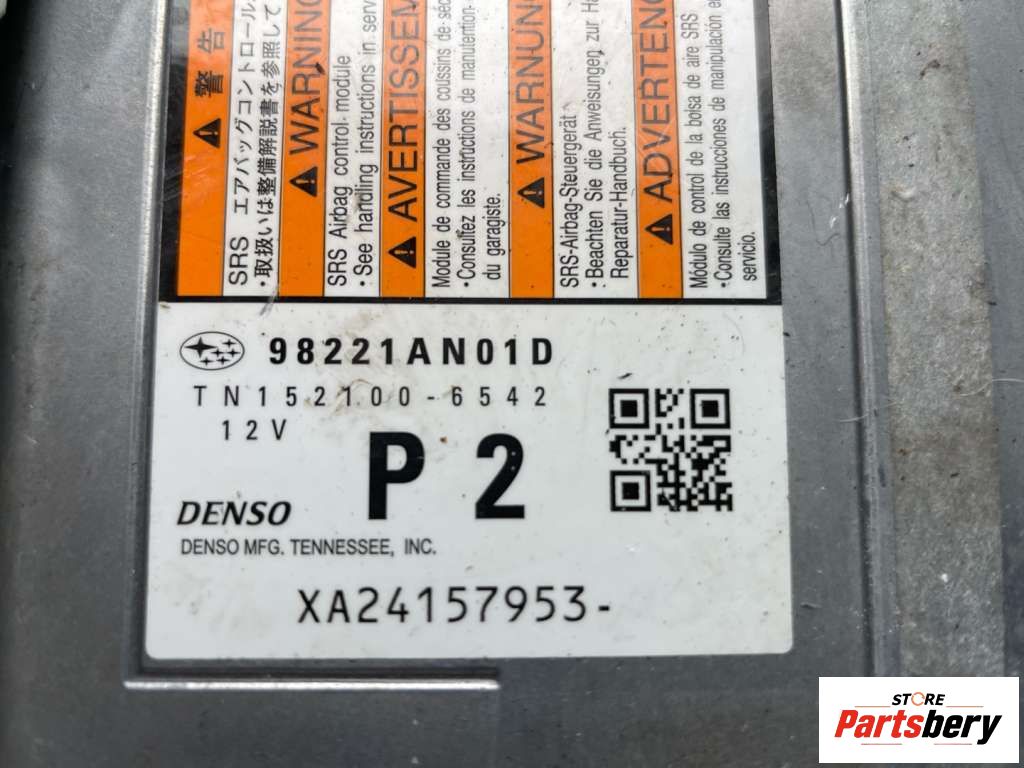 警告
SRS エアバッグコントロール
・取扱いは整備解説書を参照して
WARNING
SRS Airbag control module
・See handling instructions in serv
AVERTISSEM
Module de commande des coussins de séc
・Consultez les instructions de manutention
du garagiste.
WARNUNG
SRS-Airbag-Steuergerät
・Beachten Sie die Anweisungen zur Ha
Reparatur-Handbuch.
ADVERTENC
Módulo de control de la bolsa de aire SRS
・Consulte las instrucciones de manipulacion en
servicio.
98221AN01D
TN152100-6542
12V
P2
DENSO
DENSO MFG. TENNESSEE, INC.
XA24157953-
STORE
Partsbery